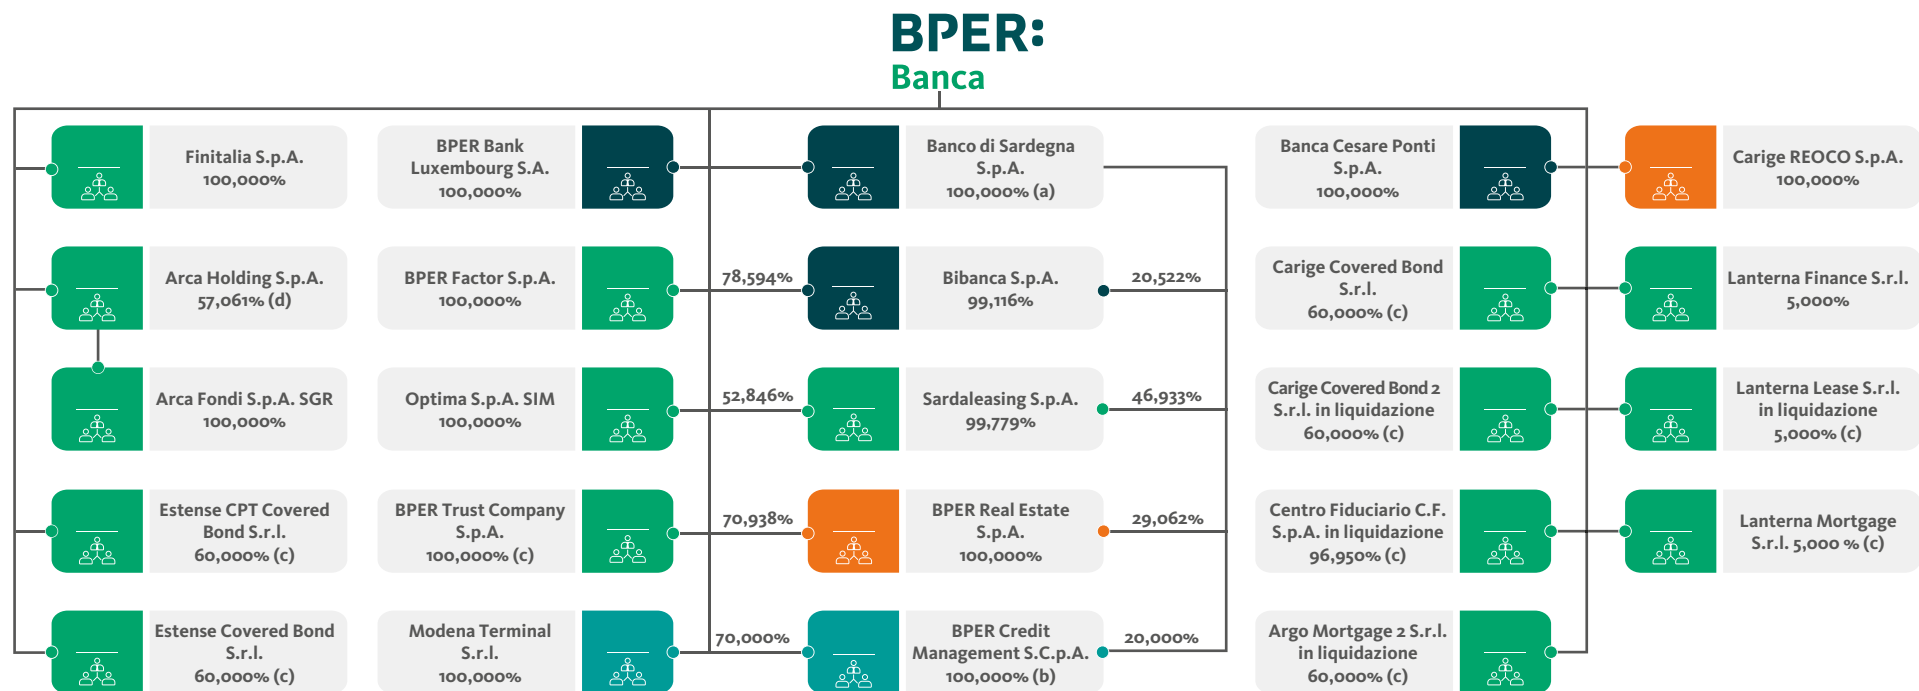 BPER:
Banca
Finitalia S.p.A.
100,000%
BPER Bank
Luxembourg S.A.
100,000%
Banco di Sardegna
S.p.A.
100,000% (a)
Banca Cesare Ponti
S.p.A.
100,000%
Carige REOCO S.p.A.
100,000%
Arca Holding S.p.A.
57,061% (d)
BPER Factor S.p.A.
100,000%
78,594%
Bibanca S.p.A.
99,116%
20,522%
Carige Covered Bond
S.r.l.
60,000% (c)
Lanterna Finance S.r.l.
5,000%
Arca Fondi S.p.A. SGR
100,000%
Optima S.p.A. SIM
100,000%
52,846%
Sardaleasing S.p.A.
99,779%
46,933%
Carige Covered Bond 2
S.r.l. in liquidazione
60,000% (c)
Lanterna Lease S.r.l.
in liquidazione
5,000% (c)
Estense CPT Covered
Bond S.r.l.
60,000% (c)
BPER Trust Company
S.p.A.
100,000% (c)
70,938%
BPER Real Estate
S.p.A.
100,000%
29,062%
Centro Fiduciario C.F.
S.p.A. in liquidazione
96,950% (c)
Lanterna Mortgage
S.r.l. 5,000 % (c)
Estense Covered Bond
S.r.l.
60,000% (c)
Modena Terminal
S.r.l.
100,000%
70,000%
BPER Credit
Management S.C.p.A.
100,000% (b)
20,000%
Argo Mortgage 2 S.r.l.
in liquidazione
60,000% (c)